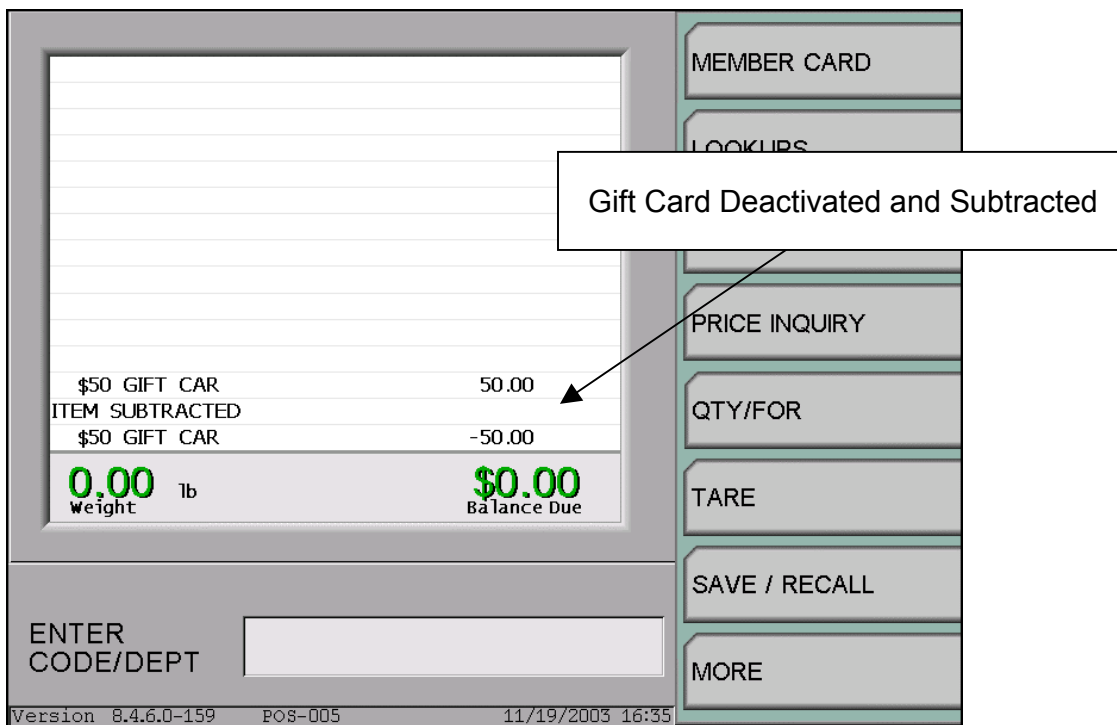 $50 GIFT CAR 50.00
ITEM SUBTRACTED
$50 GIFT CAR -50.00
0.00 lb $0.00
Weight Balance Due
ENTER
CODE/DEPT
Version 8.4.6.0-159 POS-005 11/19/2003 16:35
MEMBER CARD
LOOKUPS
Gift Card Deactivated and Subtracted
PRICE INQUIRY
QTY/FOR
TARE
SAVE / RECALL
MORE